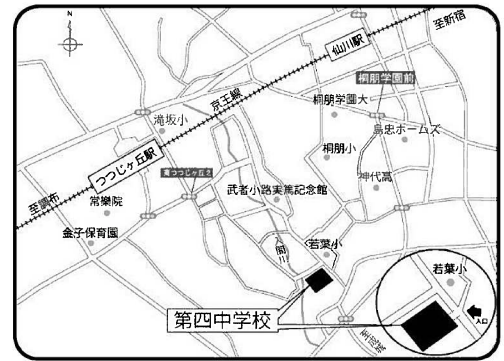 N
至新宿
仙川駅
桐朋学園前
京王線
桐朋学園大
滝坂小
島忠ホームズ
桐朋小
つつじヶ丘駅
南つつじヶ丘2
神代高
武者小路実篤記念館
至調布
常樂院
金子保育園
入間川
若葉小
若葉小
入口
第四中学校